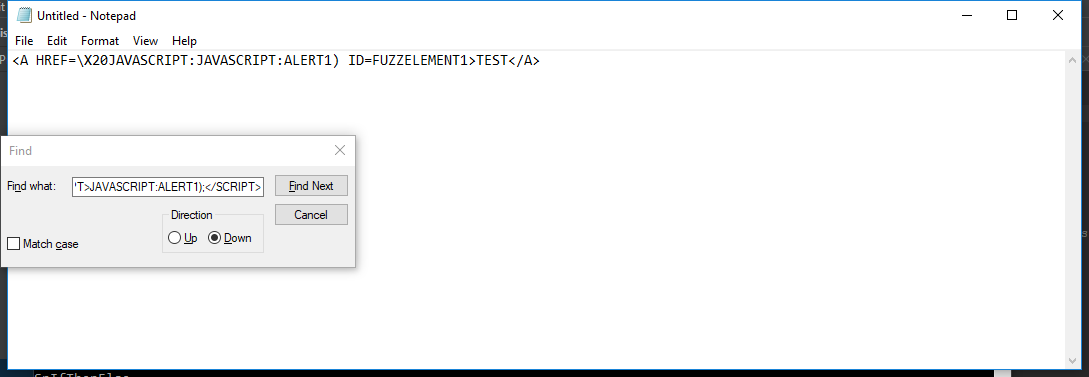 Untitled - Notepad
File Edit Format View Help
<A HREF=\X20JAVASCRIPT:JAVASCRIPT:ALERT1) ID=FUZZELEMENT1>TEST</A>
Find
Find what: 'T>JAVASCRIPT:ALERT1);</SCRIPT> Find Next
Cancel
Direction
Up Down
Match case